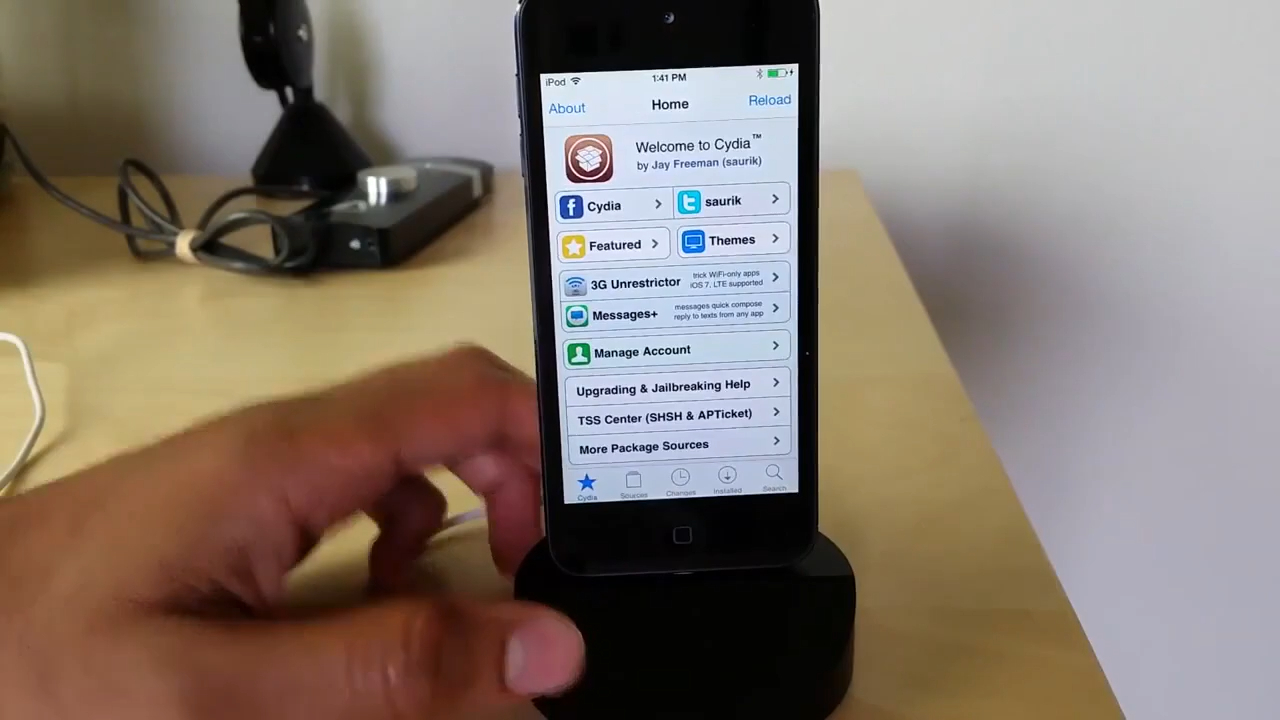 iPod 1:41 PM
About Home Reload
Welcome to Cydia™
by Jay Freeman (saurik)
Cydia saurik
Featured Themes
3G Unrestrictor trick WiFi-only apps
iOS 7, LTE supported
Messages+ messages quick compose
reply to texts from any app
Manage Account
Upgrading & Jailbreaking Help
TSS Center (SHSH & APTicket)
More Package Sources
Cydia Sources Changes Installed Search